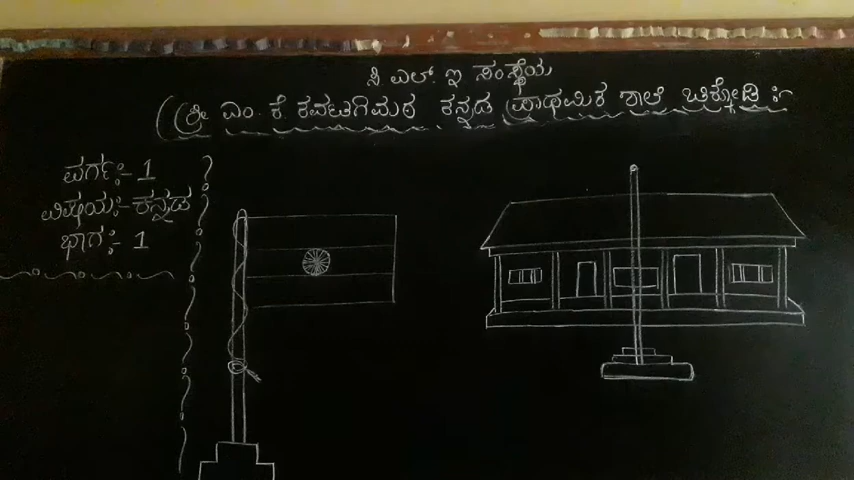 ಸಿ ಎಲ್. ಇ ಸಂಸ್ಥೆಯ
ಶ್ರೀ ಎಂ. ಕೆ. ಕವಟಗಿಮಠ ಕನ್ನಡ ಪ್ರಾಥಮಿಕ ಶಾಲೆ ಚಿಕ್ಕೋಡಿ :-
ವರ್ಗ:- 1
ವಿಷಯ:- ಕನ್ನಡ
ಭಾಗ:- 1